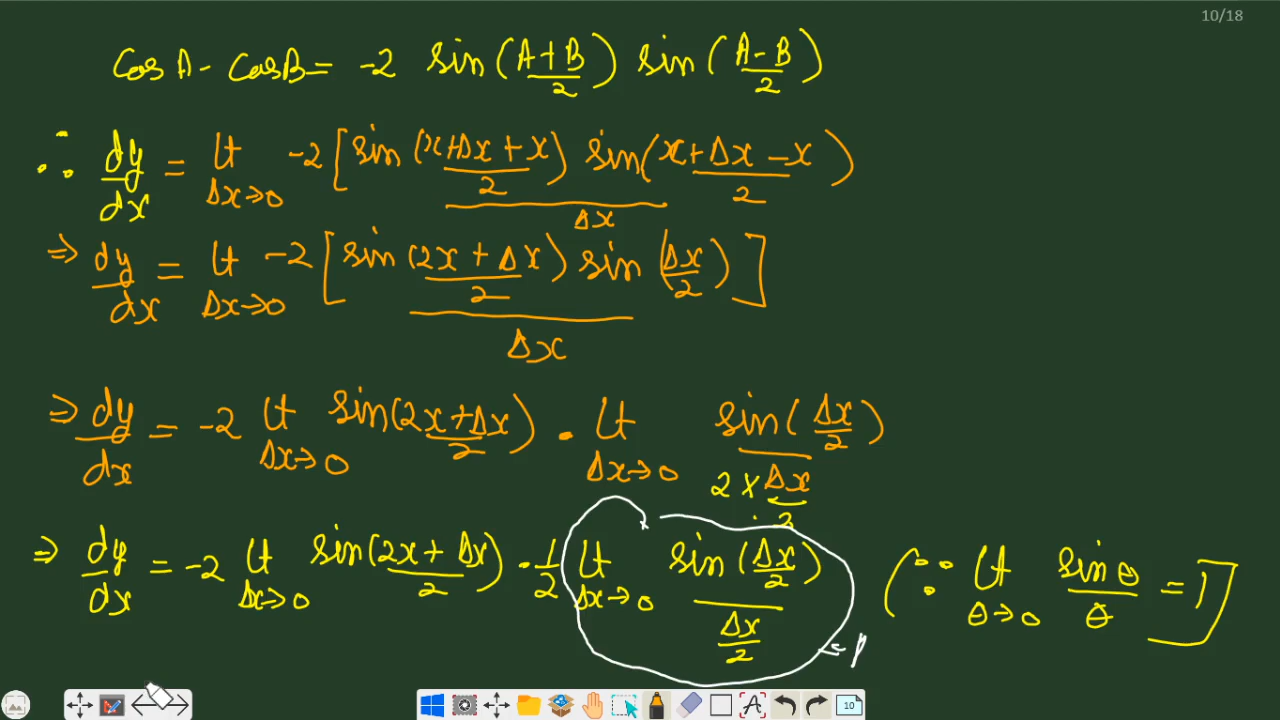 10/18
cos A - cos B = -2 sin((A+B)/2) sin((A-B)/2)
∴ dy/dx = lt Δx→0 -2[sin((x+Δx+x)/2) sin((x+Δx-x)/2) / Δx
⇒ dy/dx = lt Δx→0 -2[sin((2x+Δx)/2) sin(Δx/2)] / Δx
⇒ dy/dx = -2 lt Δx→0 sin((2x+Δx)/2) · lt Δx→0 sin(Δx/2) / (2 × Δx/2)
⇒ dy/dx = -2 lt Δx→0 sin((2x+Δx)/2) · 1/2 lt Δx→0 sin(Δx/2) / (Δx/2) (∵ lt θ→0 sinθ/θ = 1]
= 1
10